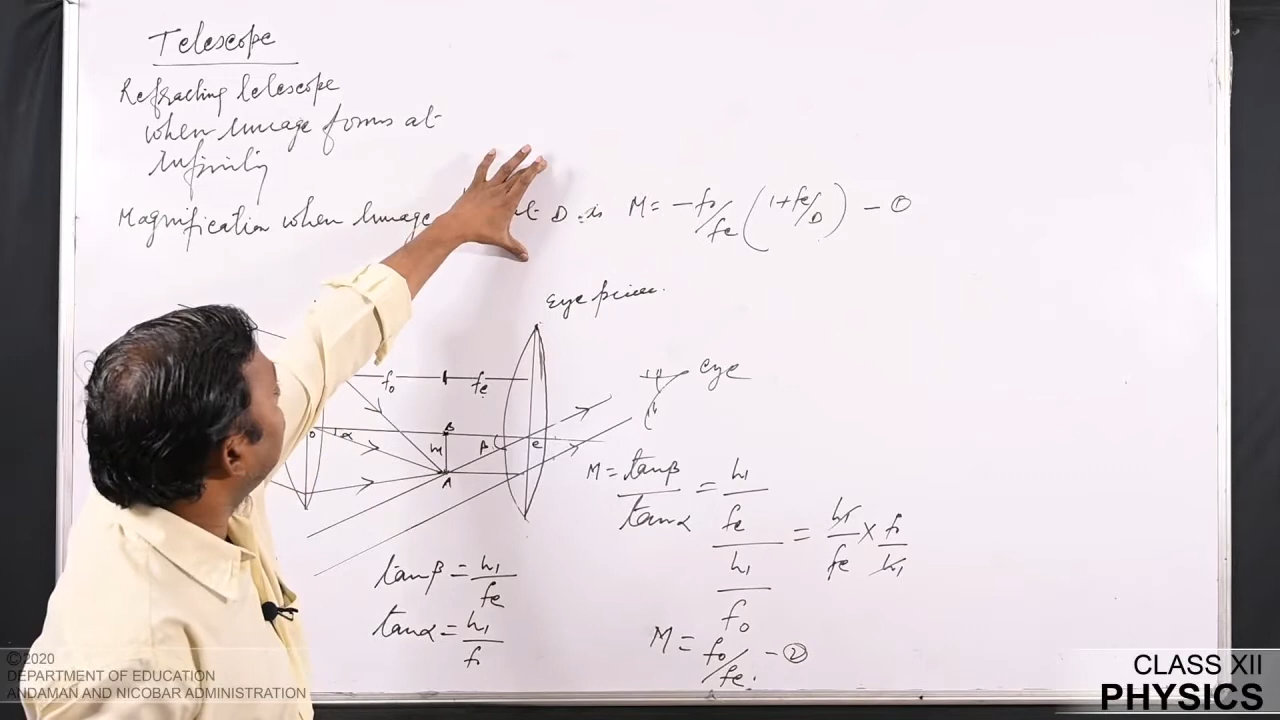 Telescope
Refracting telescope
when image forms at
Infinity
Magnification when image D is M = -fo/fe (1+fe/D) - ①
Eye piece.
eye
fo fe
O α B β e
h1
A
M = tanβ/tanα = h1/fe / h1/fo = h1/fe × fo/h1
tanβ = h1/fe
tanα = h1/fo
M = fo/fe. - ②
©2020
DEPARTMENT OF EDUCATION
ANDAMAN AND NICOBAR ADMINISTRATION
CLASS XII
PHYSICS